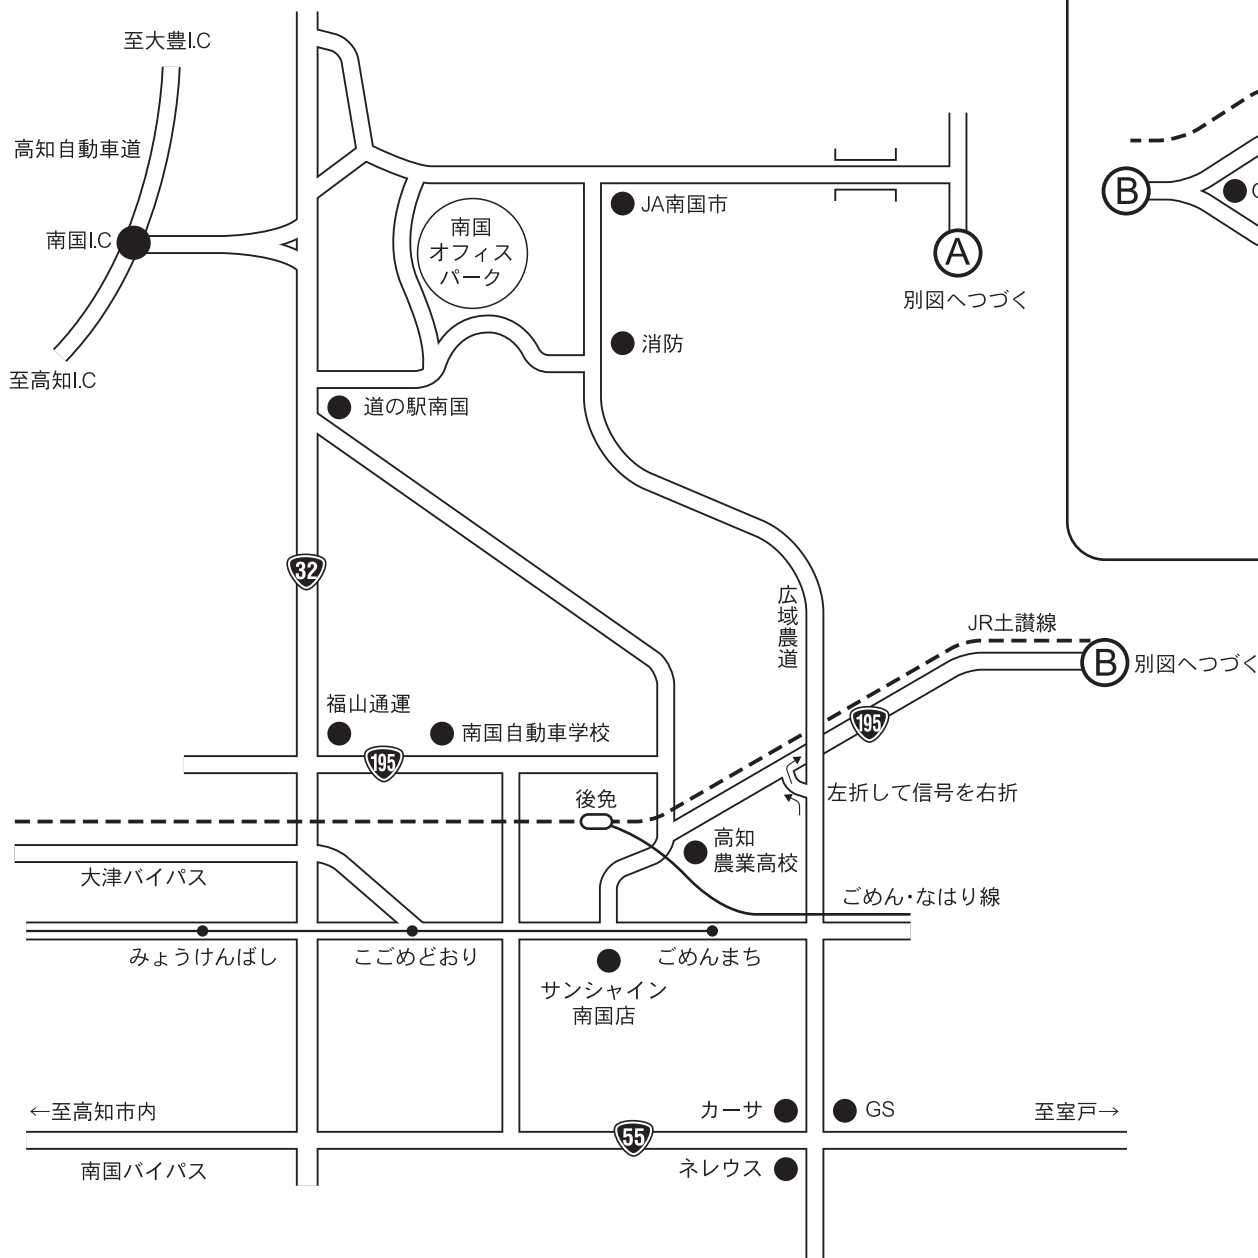 至大豊I.C
高知自動車道
南国I.C
至高知I.C
南国
オフィス
パーク
JA南国市
消防
A
別図へつづく
B
道の駅南国
32
広域農道
JR土讃線
B
別図へつづく
195
福山通運
南国自動車学校
195
左折して信号を右折
後免
高知
農業高校
大津バイパス
ごめん・なはり線
みょうけんばし
こごめどおり
ごめんまち
サンシャイン
南国店
←至高知市内
カーサ
GS
至室戸→
55
南国バイパス
ネレウス